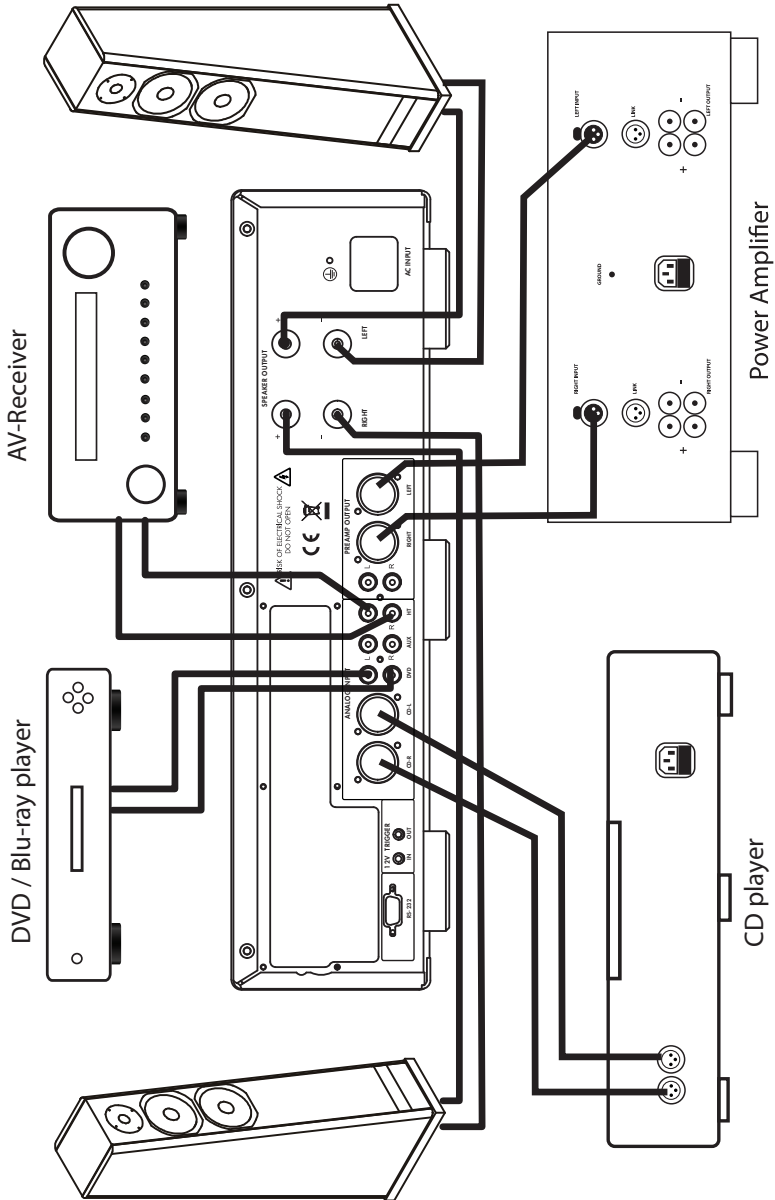 DVD / Blu-ray player
AV-Receiver
RISK OF ELECTRICAL SHOCK
DO NOT OPEN
SPEAKER OUTPUT
+
+
-
-
RIGHT
LEFT
AC INPUT
ANALOG INPUT
PREAMP OUTPUT
L
L
R
R
R
RS-232
12V TRIGGER
IN
OUT
CD-R
CD-L
DVD
AUX
HT
RIGHT
LEFT
CD player
Power Amplifier
RIGHT INPUT
LINK
+
-
RIGHT OUTPUT
GROUND
LEFT INPUT
LINK
+
-
LEFT OUTPUT